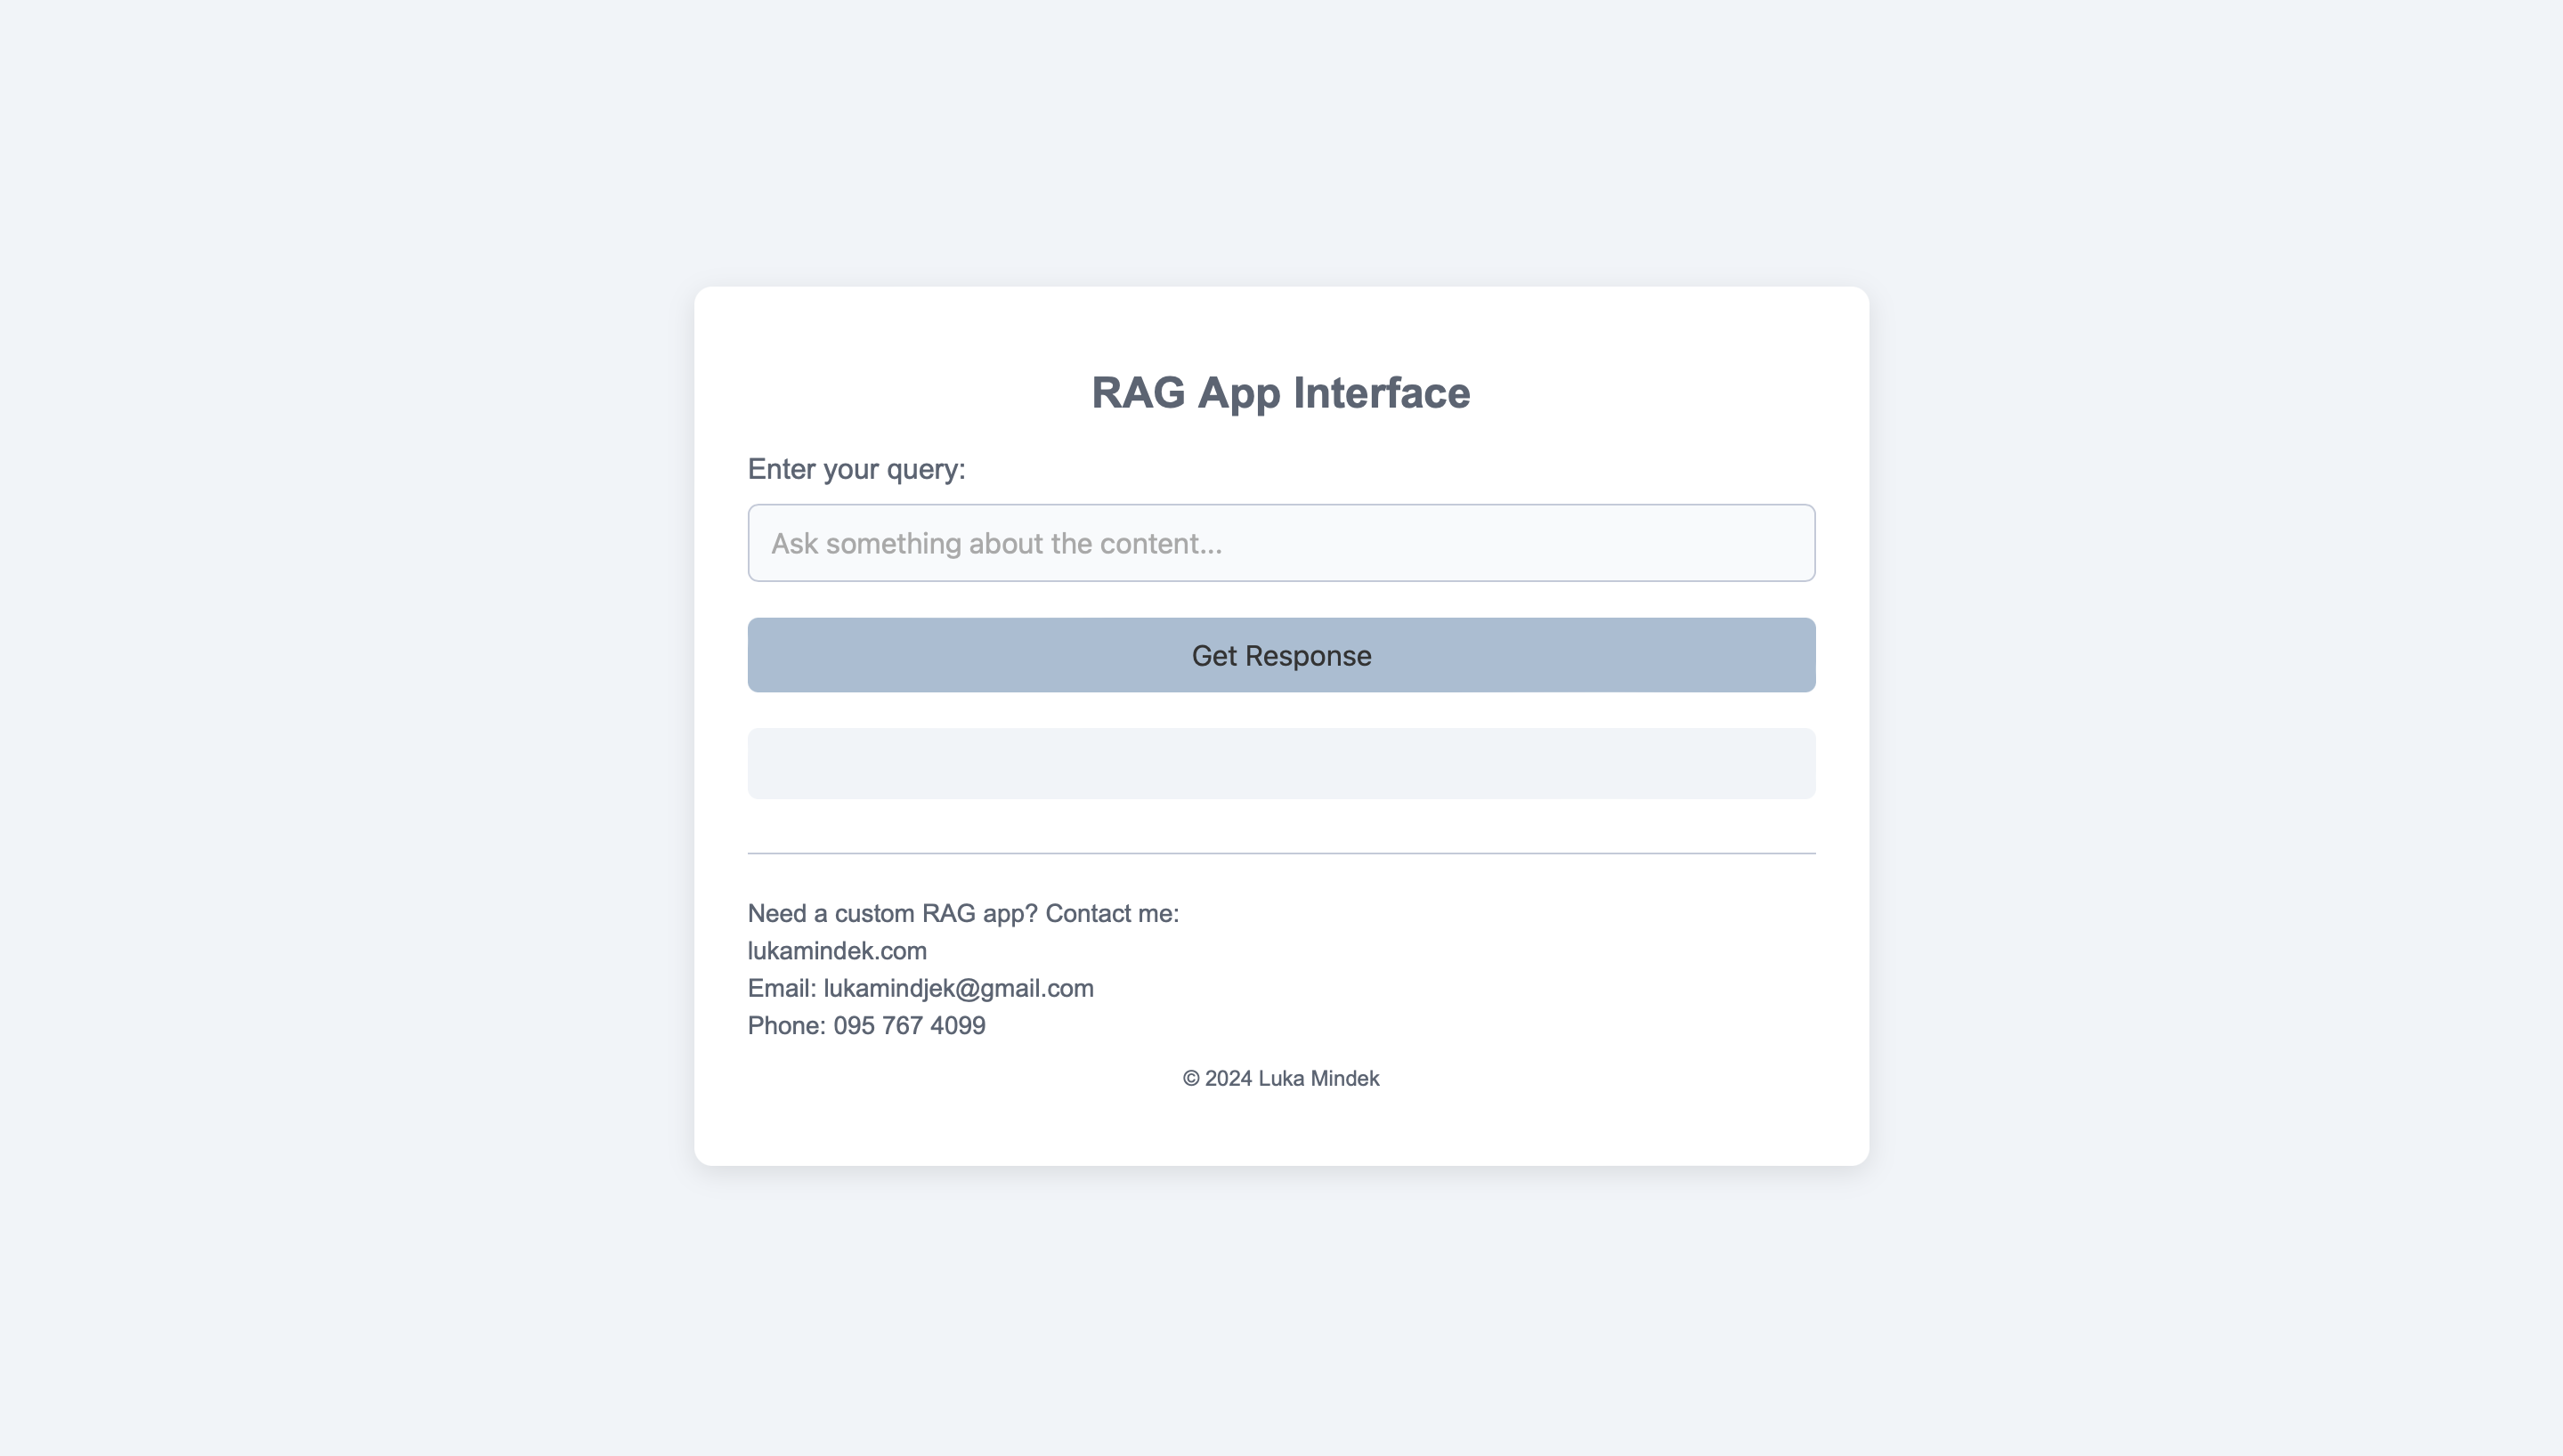 RAG App Interface
Enter your query:
Ask something about the content...
Get Response
Need a custom RAG app? Contact me:
lukamindek.com
Email: lukamindjek@gmail.com
Phone: 095 767 4099
© 2024 Luka Mindek